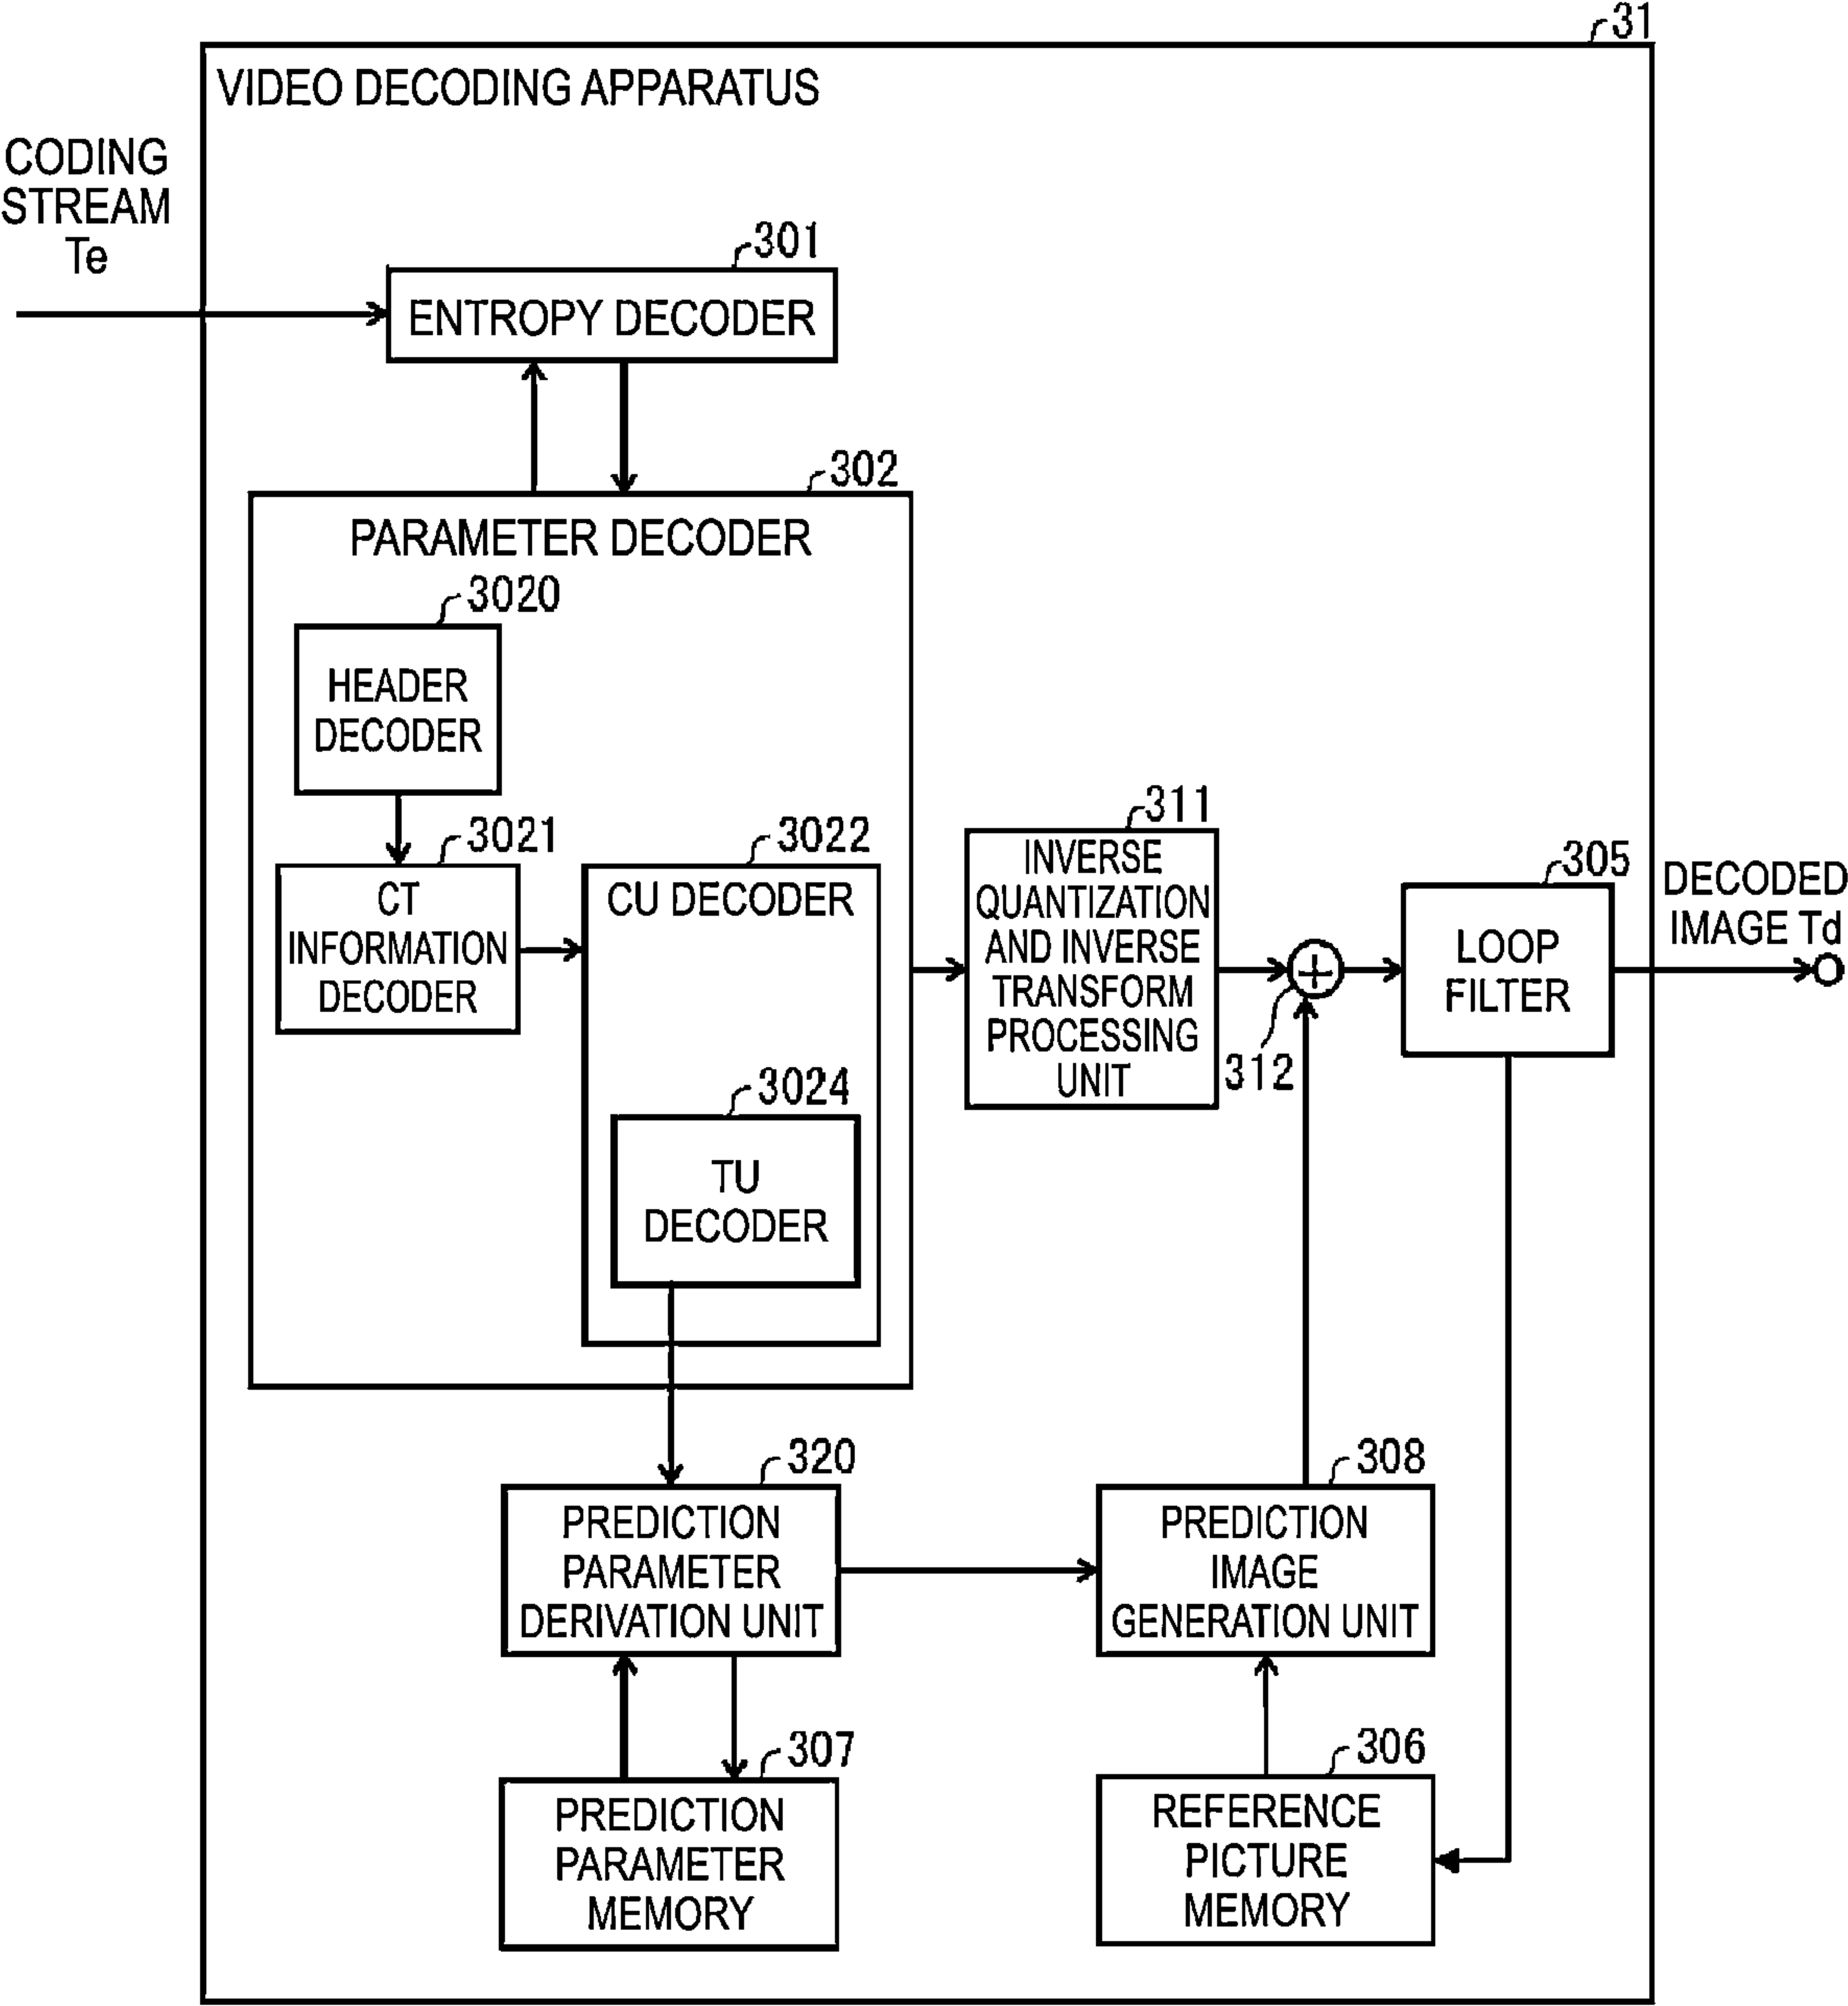 31
VIDEO DECODING APPARATUS
CODING
STREAM
Te
301
ENTROPY DECODER
302
PARAMETER DECODER
3020
HEADER
DECODER
3021
CT
INFORMATION
DECODER
3022
CU DECODER
3024
TU
DECODER
311
INVERSE
QUANTIZATION
AND INVERSE
TRANSFORM
PROCESSING
UNIT
312
305
LOOP
FILTER
DECODED
IMAGE Td
320
PREDICTION
PARAMETER
DERIVATION UNIT
308
PREDICTION
IMAGE
GENERATION UNIT
307
PREDICTION
PARAMETER
MEMORY
306
REFERENCE
PICTURE
MEMORY